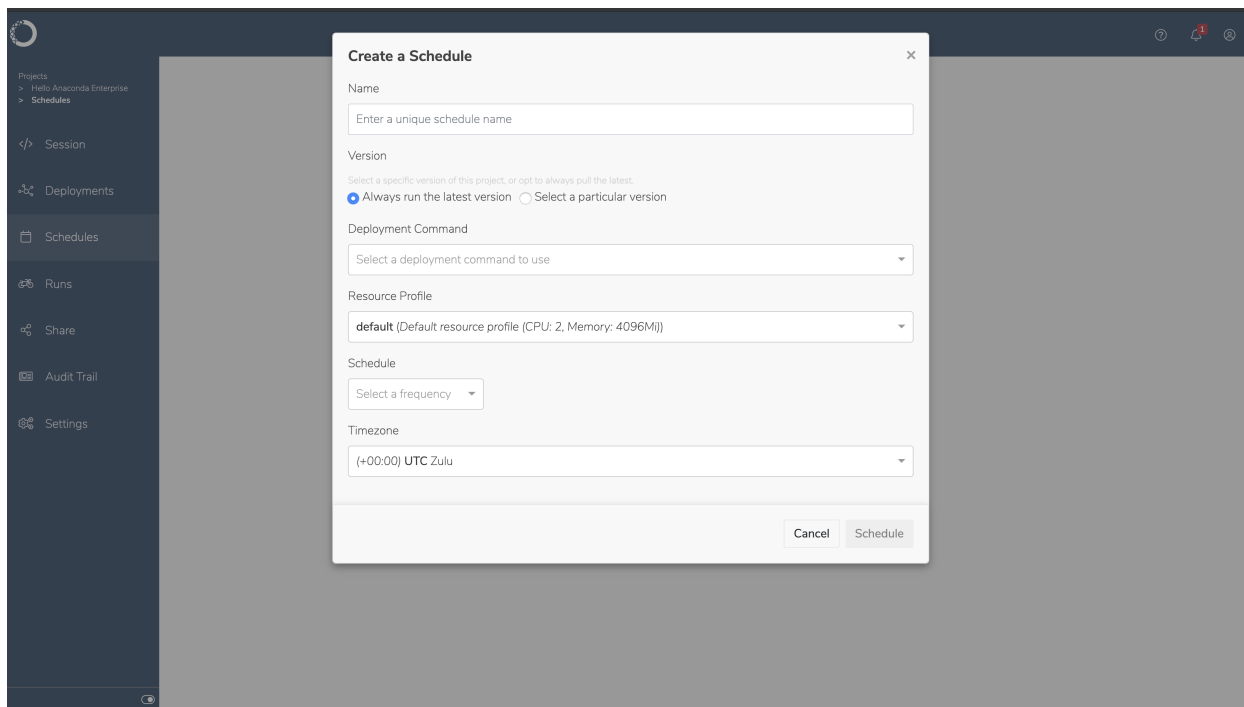 1
Projects
> Hello Anaconda Enterprise
> Schedules
</> Session
Deployments
Schedules
Runs
Share
Audit Trail
Settings
Create a Schedule
×
Name
Enter a unique schedule name
Version
Select a specific version of this project, or opt to always pull the latest.
Always run the latest version Select a particular version
Deployment Command
Select a deployment command to use
Resource Profile
default (Default resource profile (CPU: 2, Memory: 4096Mi))
Schedule
Select a frequency
Timezone
(+00:00) UTC Zulu
Cancel Schedule